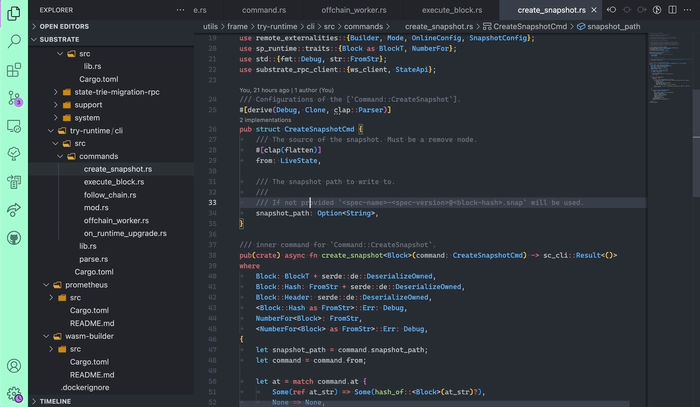 EXPLORER
e.rs command.rs offchain_worker.rs execute_block.rs create_snapshot.rs
OPEN EDITORS
SUBSTRATE
src
lib.rs
Cargo.toml
state-trie-migration-rpc
support
system
try-runtime/cli
src
commands
create_snapshot.rs
execute_block.rs
follow_chain.rs
mod.rs
offchain_worker.rs
on_runtime_upgrade.rs
lib.rs
parse.rs
Cargo.toml
prometheus
src
Cargo.toml
README.md
wasm-builder
src
Cargo.toml
README.md
.dockerignore
TIMELINE
3
utils > frame > try-runtime > cli > src > commands > create_snapshot.rs > CreateSnapshotCmd > snapshot_path
19 use remote_externalities::{Builder, Mode, OnlineConfig, SnapshotConfig};
20 use sp_runtime::traits::{Block as BlockT, NumberFor};
21 use std::{fmt::Debug, str::FromStr};
22 use substrate_rpc_client::{ws_client, StateApi};
23
You, 21 hours ago | 1 author (You)
24 /// Configurations of the ['Command::CreateSnapshot'].
25 #[derive(Debug, Clone, clap::Parser)]
2 implementations
26 pub struct CreateSnapshotCmd {
27 /// The source of the snapshot. Must be a remove node.
28 #[clap(flatten)]
29 from: LiveState,
30
31 /// The snapshot path to write to.
32 ///
33 /// If not provided `<spec-name>-<spec-version>@<block-hash>.snap` will be used.
34 snapshot_path: Option<String>,
35 }
36
37 /// inner command for `Command::CreateSnapshot`.
38 pub(crate) async fn create_snapshot<Block>(command: CreateSnapshotCmd) -> sc_cli::Result<()>
39 where
40 Block: BlockT + serde::de::DeserializeOwned,
41 Block::Hash: FromStr + serde::de::DeserializeOwned,
42 Block::Header: serde::de::DeserializeOwned,
43 <Block::Hash as FromStr>::Err: Debug,
44 NumberFor<Block>: FromStr,
45 <NumberFor<Block> as FromStr>::Err: Debug,
46 {
47 let snapshot_path = command.snapshot_path;
48 let command = command.from;
49
50 let at = match command.at {
51 Some(ref at_str) => Some(hash_of::<Block>(at_str)?),
52 None => None,